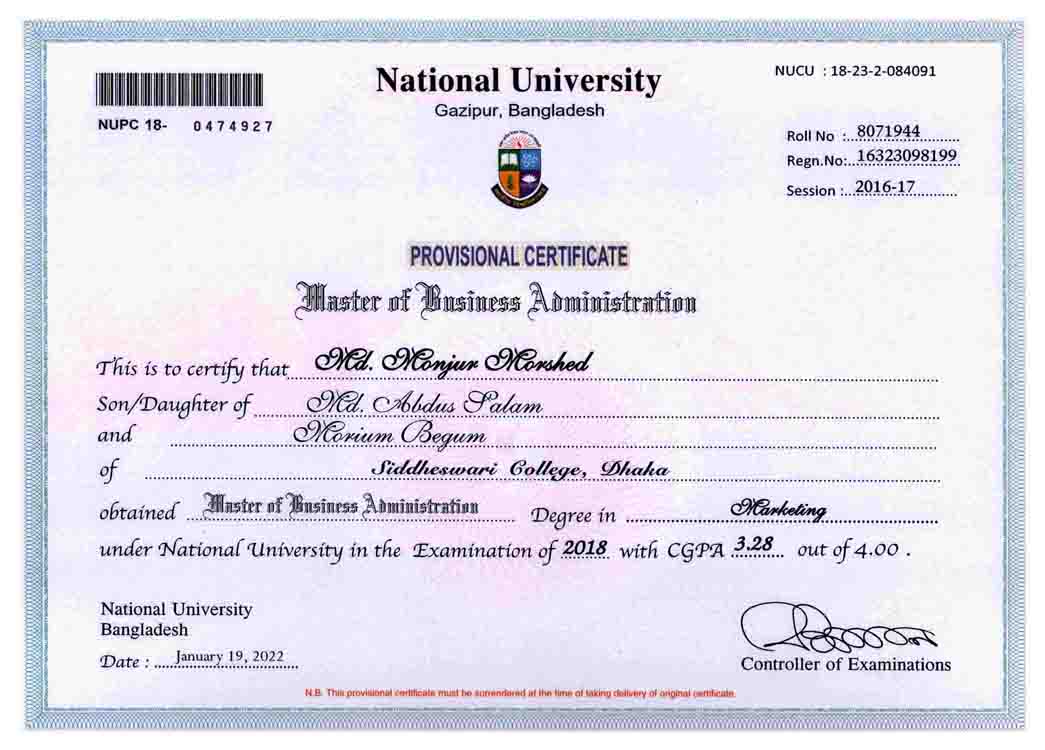 National University
Gazipur, Bangladesh
NUPC 18- 0474927
NUCU : 18-23-2-084091
Roll No : 8071944
Regn.No: 16323098199
Session : 2016-17
PROVISIONAL CERTIFICATE
Master of Business Administration
This is to certify that Md. Monjur Morshed
Son/Daughter of Md. Abdus Salam
and Morium Begum
of Siddheswari College, Dhaka
obtained Master of Business Administration Degree in Marketing
under National University in the Examination of 2018 with CGPA 3.28 out of 4.00 .
National University
Bangladesh
Date : January 19, 2022
Controller of Examinations
N.B. This provisional certificate must be surrendered at the time of taking delivery of original certificate.